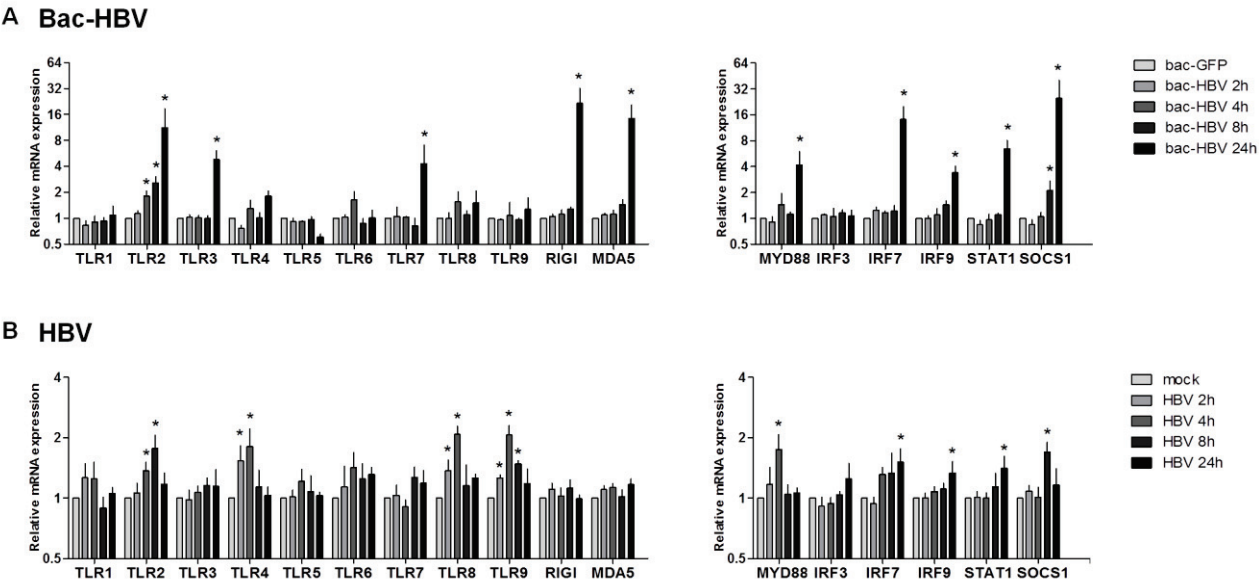 A Bac-HBV
Relative mRNA expression
64
32
16
8
4
2
1
0.5
TLR1 TLR2 TLR3 TLR4 TLR5 TLR6 TLR7 TLR8 TLR9 RIGI MDA5
* * * * * * *
Relative mRNA expression
64
32
16
8
4
2
1
0.5
MYD88 IRF3 IRF7 IRF9 STAT1 SOCS1
* * * * * *
bac-GFP
bac-HBV 2h
bac-HBV 4h
bac-HBV 8h
bac-HBV 24h
B HBV
Relative mRNA expression
4
2
1
0.5
TLR1 TLR2 TLR3 TLR4 TLR5 TLR6 TLR7 TLR8 TLR9 RIGI MDA5
* * * * * * * * *
Relative mRNA expression
4
2
1
0.5
MYD88 IRF3 IRF7 IRF9 STAT1 SOCS1
* * * * *
mock
HBV 2h
HBV 4h
HBV 8h
HBV 24h